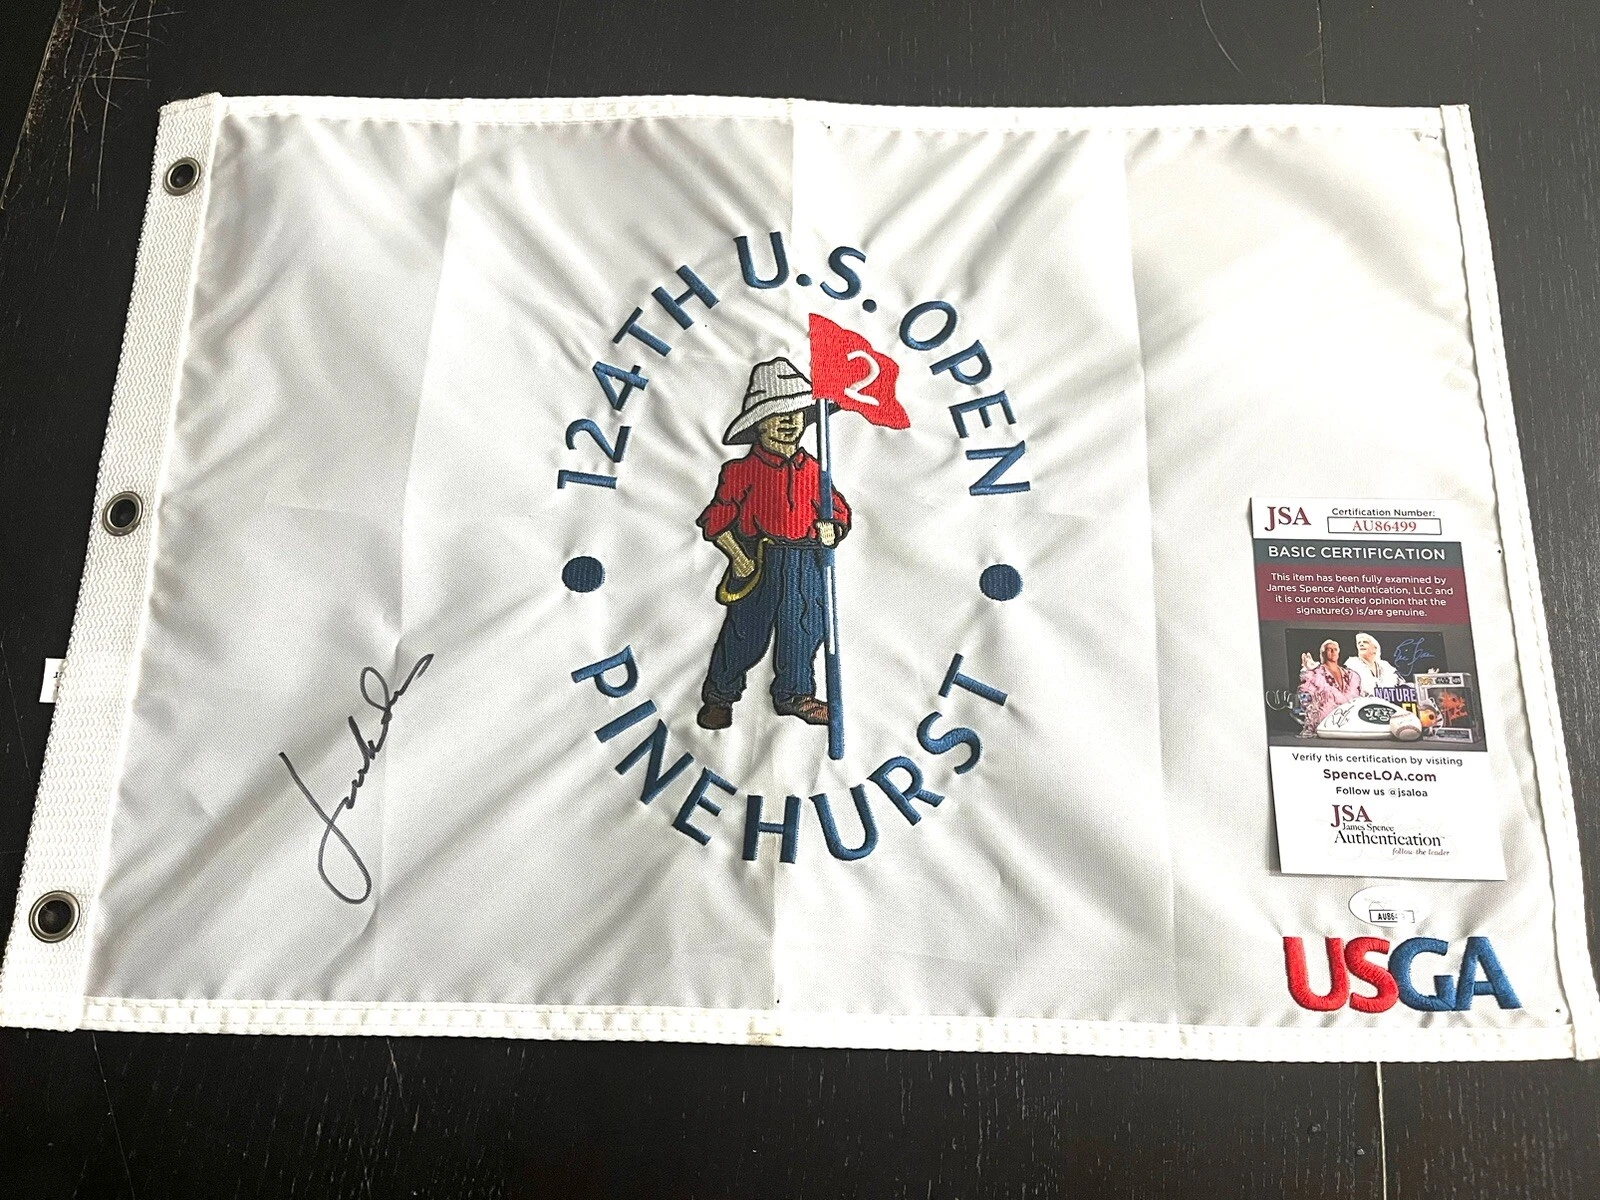 124TH U.S. OPEN
2
PINEHURST
JSA
Certification Number:
AU86499
BASIC CERTIFICATION
This item has been fully examined by
James Spence Authentication, LLC and
it is our considered opinion that the
signature(s) is/are genuine.
NATURE
Verify this certification by visiting
SpenceLOA.com
Follow us @jsaloa
JSA
James Spence
Authentication
follow the leader
USGA